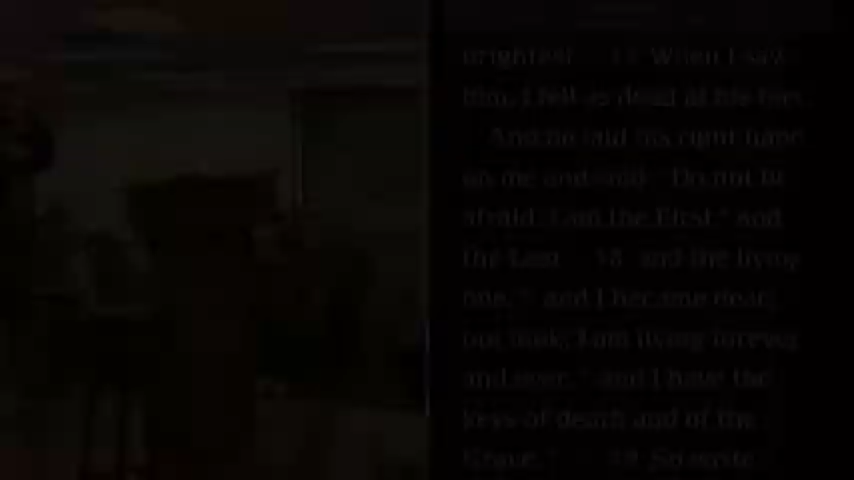 brightest. 17 When I saw
him, I fell as dead at his feet.
And he laid his right hand
on me and said: "Do not be
afraid. I am the First * and
the Last, 18 and the living
one, * and I became dead,
but look! I am living forever
and ever, * and I have the
keys of death and of the
Grave. * 19 So write